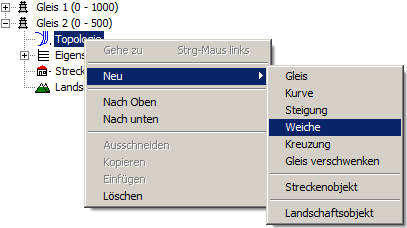 Gleis 1 (0 - 1000)
Gleis 2 (0 - 500)
Topologie
Eigens
Streck
Lands
Gehe zu Strg-Maus links
Neu
Nach Oben
Nach unten
Ausschneiden
Kopieren
Einfügen
Löschen
Gleis
Kurve
Steigung
Weiche
Kreuzung
Gleis verschwenken
Streckenobjekt
Landschaftsobjekt